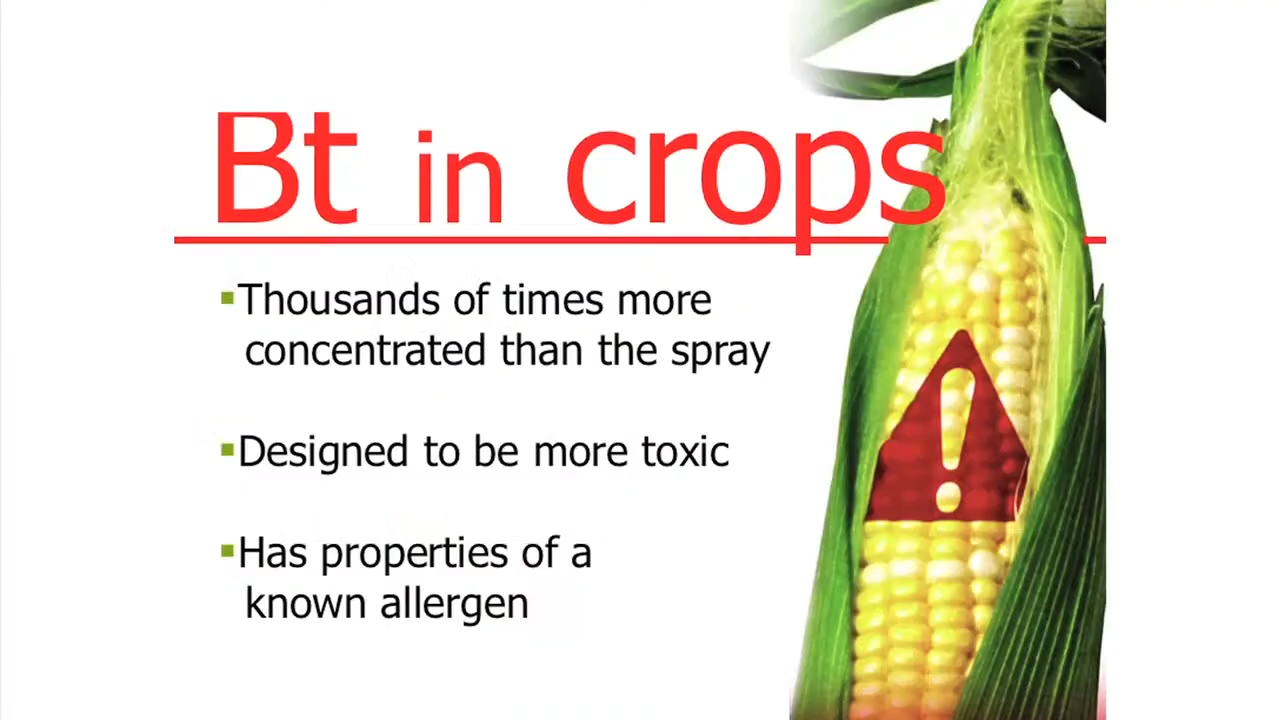 Bt in crops
Thousands of times more
concentrated than the spray
Designed to be more toxic
Has properties of a
known allergen